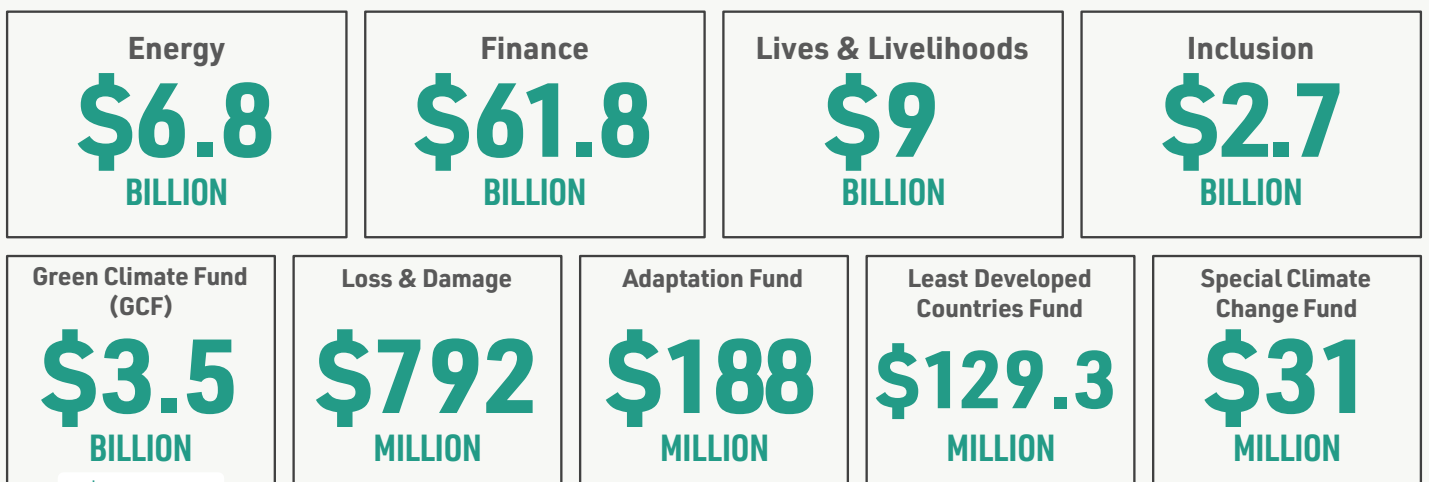 Energy
$6.8
BILLION
Finance
$61.8
BILLION
Lives & Livelihoods
$9
BILLION
Inclusion
$2.7
BILLION
Green Climate Fund
(GCF)
$3.5
BILLION
Loss & Damage
$792
MILLION
Adaptation Fund
$188
MILLION
Least Developed
Countries Fund
$129.3
MILLION
Special Climate
Change Fund
$31
MILLION